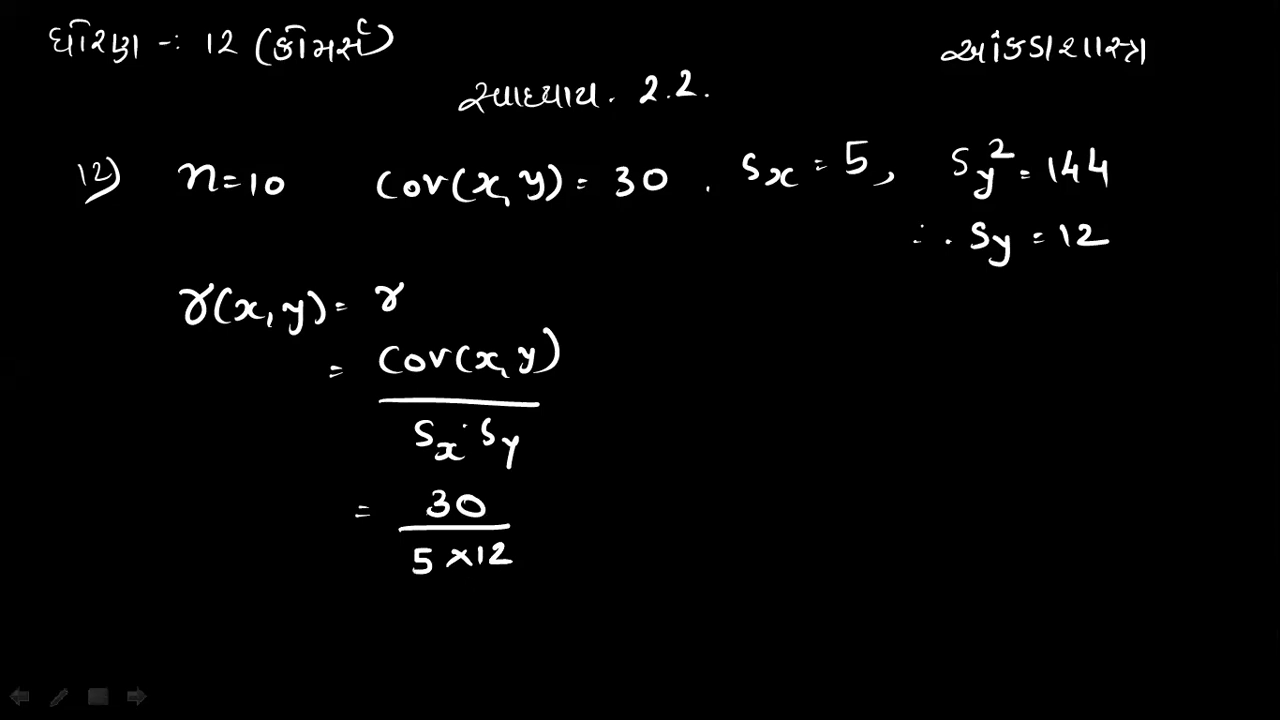 ધોરણ -: 12 (કોમર્સ)
આંકડાશાસ્ત્ર
સ્વાધ્યાય. 2.2.
12) n=10 Cov(x, y) = 30. Sx = 5, Sy² = 144
∴. Sy = 12
r(x, y) = r
= Cov(x, y)
Sx · Sy
= 30
5 × 12